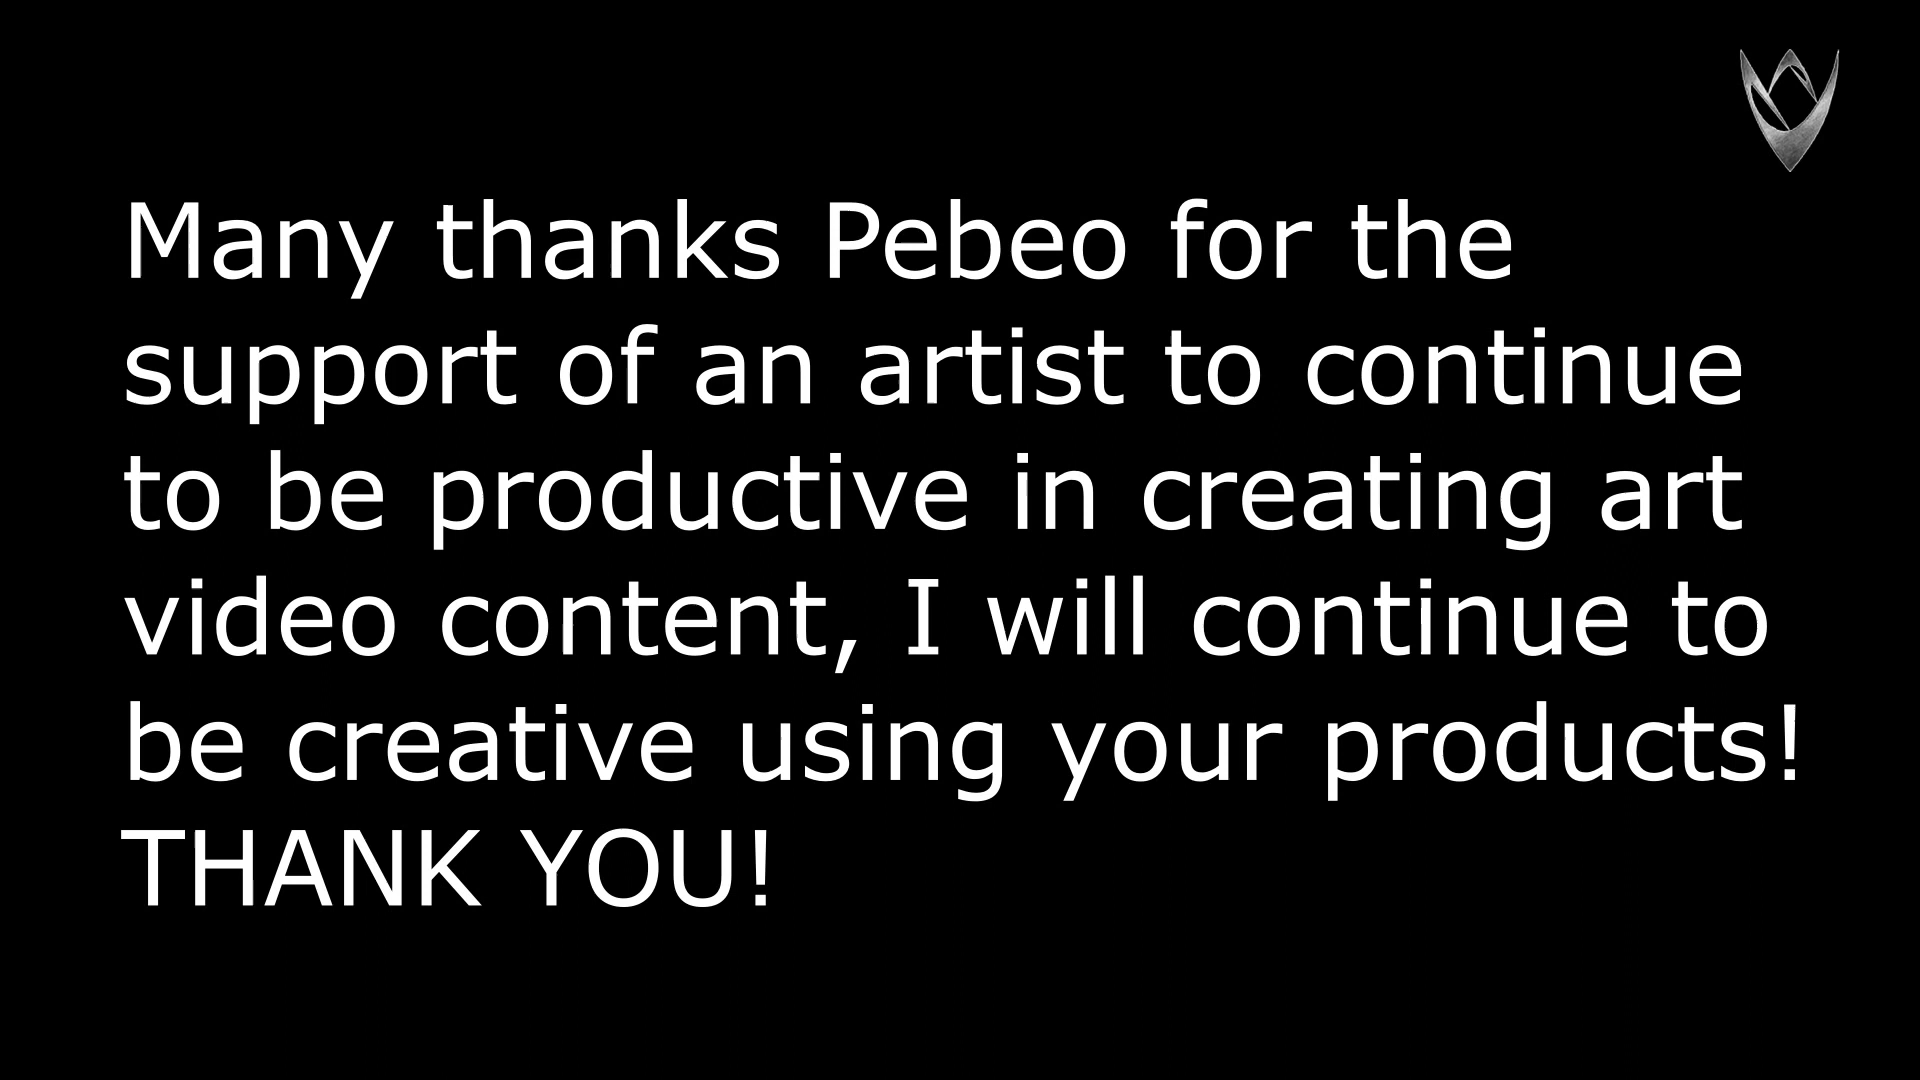 Many thanks Pebeo for the
support of an artist to continue
to be productive in creating art
video content, I will continue to
be creative using your products!
THANK YOU!